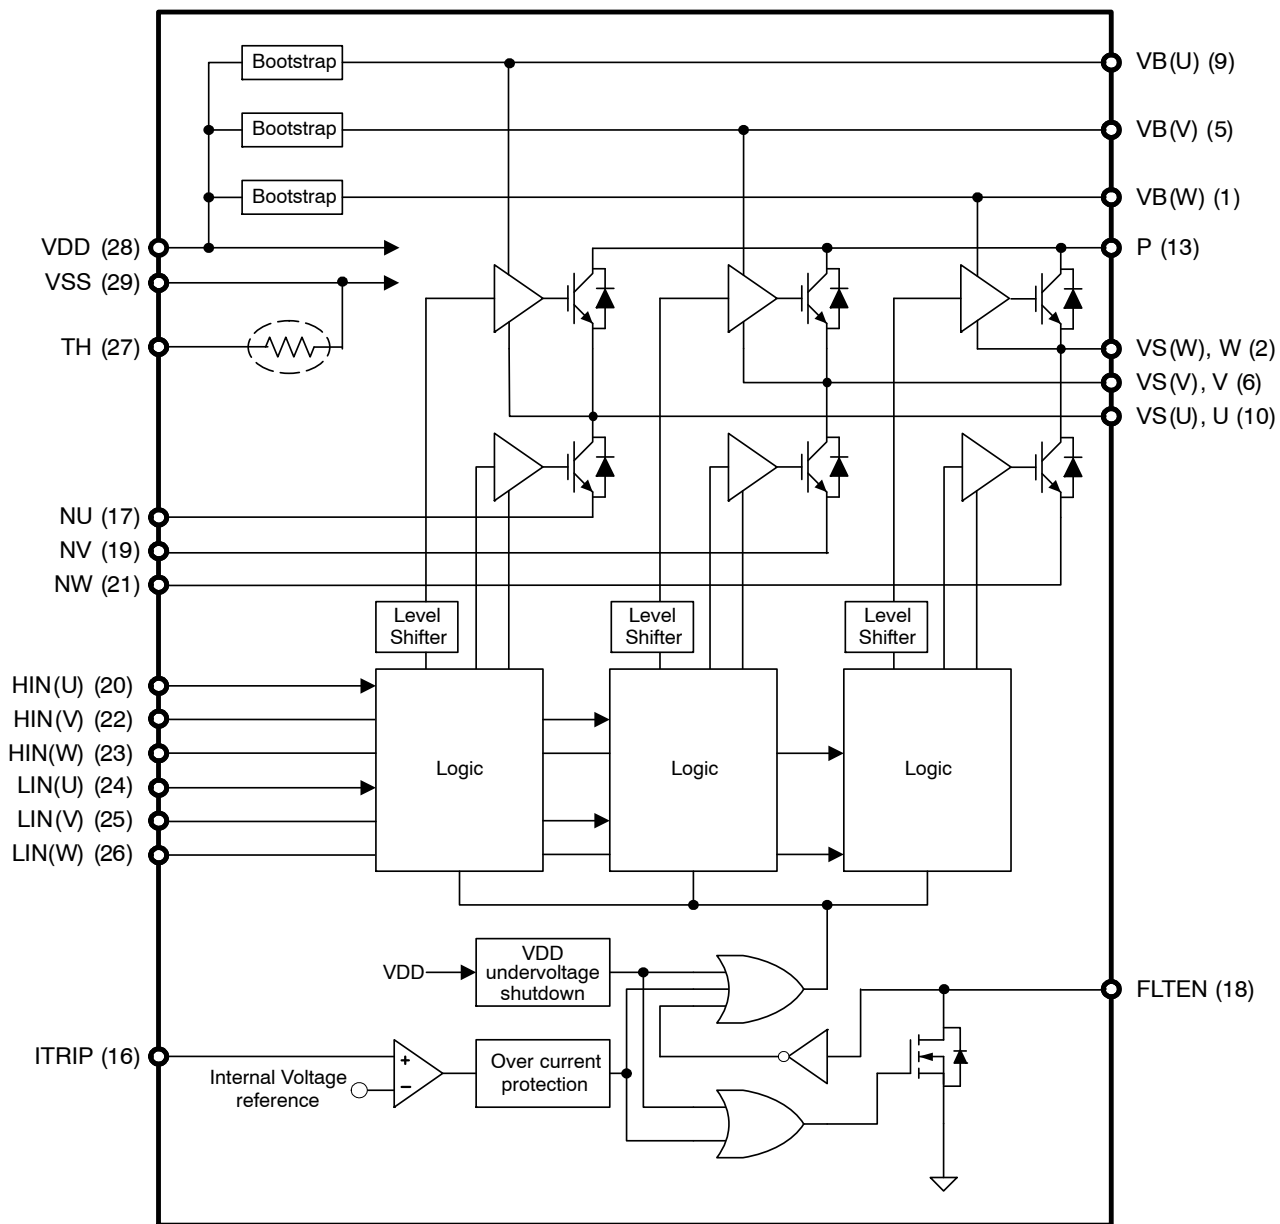 Bootstrap
VB(U) (9)
Bootstrap
VB(V) (5)
Bootstrap
VB(W) (1)
VDD (28)
P (13)
VSS (29)
TH (27)
VS(W), W (2)
VS(V), V (6)
VS(U), U (10)
NU (17)
NV (19)
NW (21)
Level
Shifter
Level
Shifter
Level
Shifter
HIN(U) (20)
HIN(V) (22)
HIN(W) (23)
LIN(U) (24)
LIN(V) (25)
LIN(W) (26)
Logic
Logic
Logic
VDD
VDD
undervoltage
shutdown
FLTEN (18)
ITRIP (16)
+
−
Internal Voltage
reference
Over current
protection